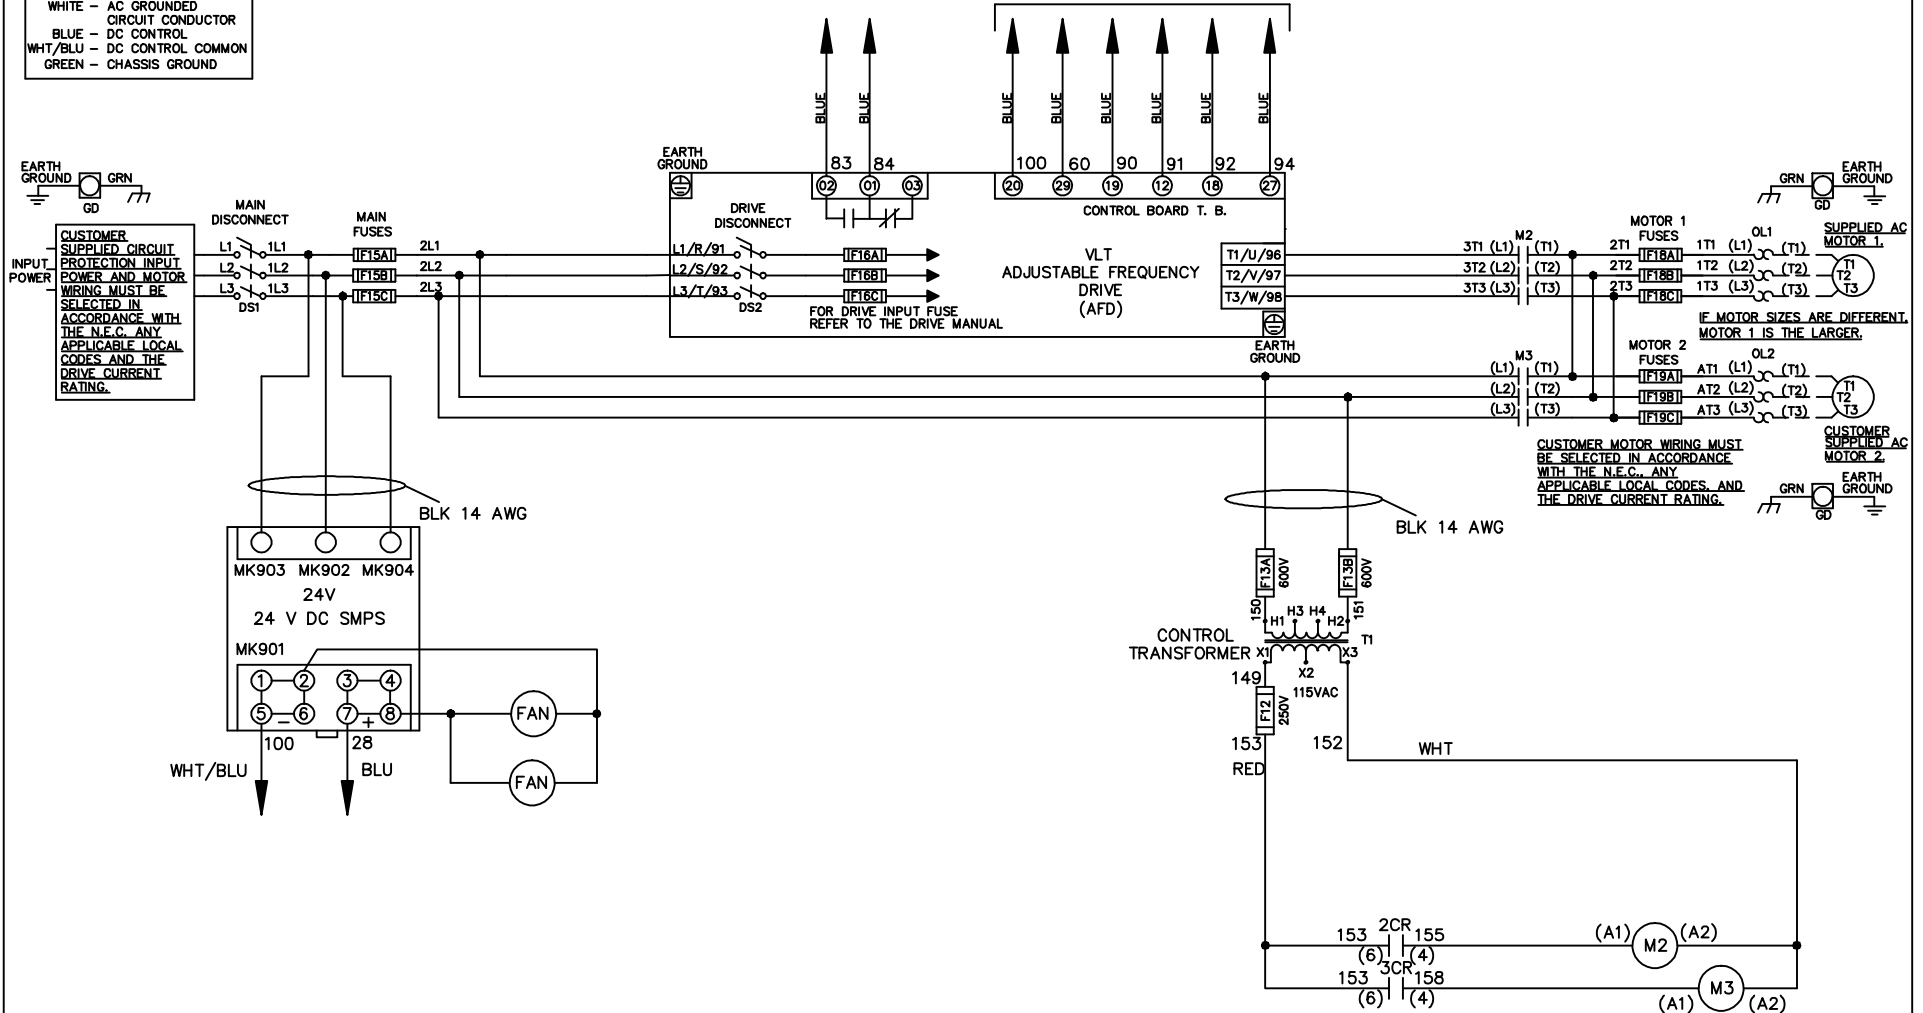 WHITE – AC GROUNDED
CIRCUIT CONDUCTOR
BLUE – DC CONTROL
WHT/BLU – DC CONTROL COMMON
GREEN – CHASSIS GROUND
BLUE
BLUE
BLUE
BLUE
BLUE
BLUE
BLUE
BLUE
83
84
100
60
90
91
92
94
EARTH
GROUND
02
01
03
20
29
19
12
18
27
CONTROL BOARD T. B.
EARTH
GROUND
GRN
GD
INPUT
POWER
CUSTOMER
SUPPLIED CIRCUIT
PROTECTION INPUT
POWER AND MOTOR
WIRING MUST BE
SELECTED IN
ACCORDANCE WITH
THE N.E.C. ANY
APPLICABLE LOCAL
CODES AND THE
DRIVE CURRENT
RATING.
MAIN
DISCONNECT
L1
1L1
L2
1L2
L3
1L3
DS1
MAIN
FUSES
F15A
F15B
F15C
2L1
2L2
2L3
DRIVE
DISCONNECT
L1/R/91
L2/S/92
L3/T/93
DS2
F16A
F16B
F16C
FOR DRIVE INPUT FUSE
REFER TO THE DRIVE MANUAL
VLT
ADJUSTABLE FREQUENCY
DRIVE
(AFD)
T1/U/96
T2/V/97
T3/W/98
EARTH
GROUND
M2
3T1 (L1) (T1)
3T2 (L2) (T2)
3T3 (L3) (T3)
MOTOR 1
FUSES
2T1 F18A 1T1 (L1) (T1)
2T2 F18B 1T2 (L2) (T2)
2T3 F18C 1T3 (L3) (T3)
OL1
GRN
GD
EARTH
GROUND
SUPPLIED AC
MOTOR 1.
T1
T2
T3
IF MOTOR SIZES ARE DIFFERENT,
MOTOR 1 IS THE LARGER.
M3
(L1) (T1)
(L2) (T2)
(L3) (T3)
MOTOR 2
FUSES
OL2
F19A AT1 (L1) (T1)
F19B AT2 (L2) (T2)
F19C AT3 (L3) (T3)
T1
T2
T3
CUSTOMER
SUPPLIED AC
MOTOR 2.
CUSTOMER MOTOR WIRING MUST
BE SELECTED IN ACCORDANCE
WITH THE N.E.C., ANY
APPLICABLE LOCAL CODES, AND
THE DRIVE CURRENT RATING.
GRN
GD
EARTH
GROUND
BLK 14 AWG
MK903 MK902 MK904
24V
24 V DC SMPS
MK901
1
2
3
4
5
–
6
7
+
8
100
28
WHT/BLU
BLU
FAN
FAN
BLK 14 AWG
F13A
600V
F13B
600V
150
151
H1
H3
H4
H2
T1
CONTROL
TRANSFORMER
X1
X3
X2
115VAC
149
F12
250V
153
152
RED
WHT
2CR
153
155
(6)
(4)
(A1)
M2
(A2)
3CR
153
158
(6)
(4)
(A1)
M3
(A2)